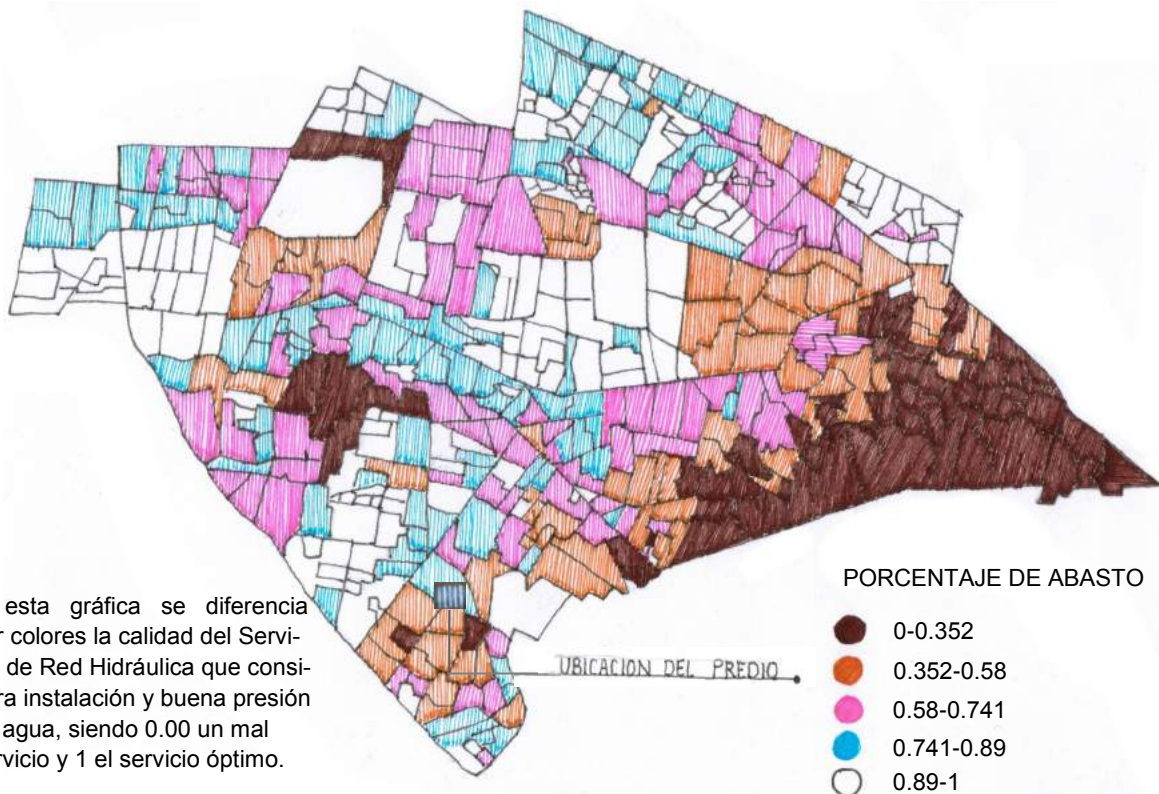 esta gráfica se diferencia
colores la calidad del Servi-
de Red Hidráulica que consi-
instalación y buena presión
agua, siendo 0.00 un mal
y 1 el servicio óptimo.
UBICACION DEL PREDIO
PORCENTAJE DE ABASTO
0-0.352
0.352-0.58
0.58-0.741
0.741-0.89
0.89-1